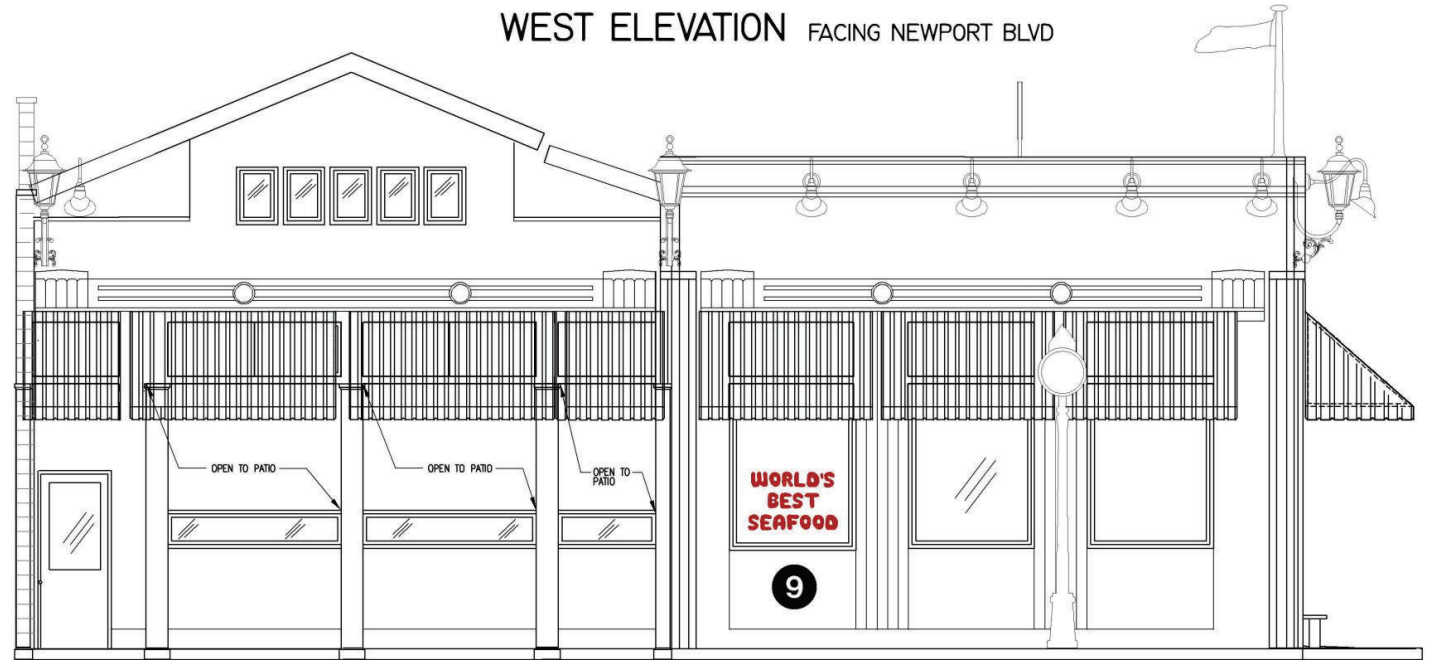 WEST ELEVATION FACING NEWPORT BLVD
OPEN TO PATIO
OPEN TO PATIO
OPEN TO
PATIO
WORLD'S
BEST
SEAFOOD
9